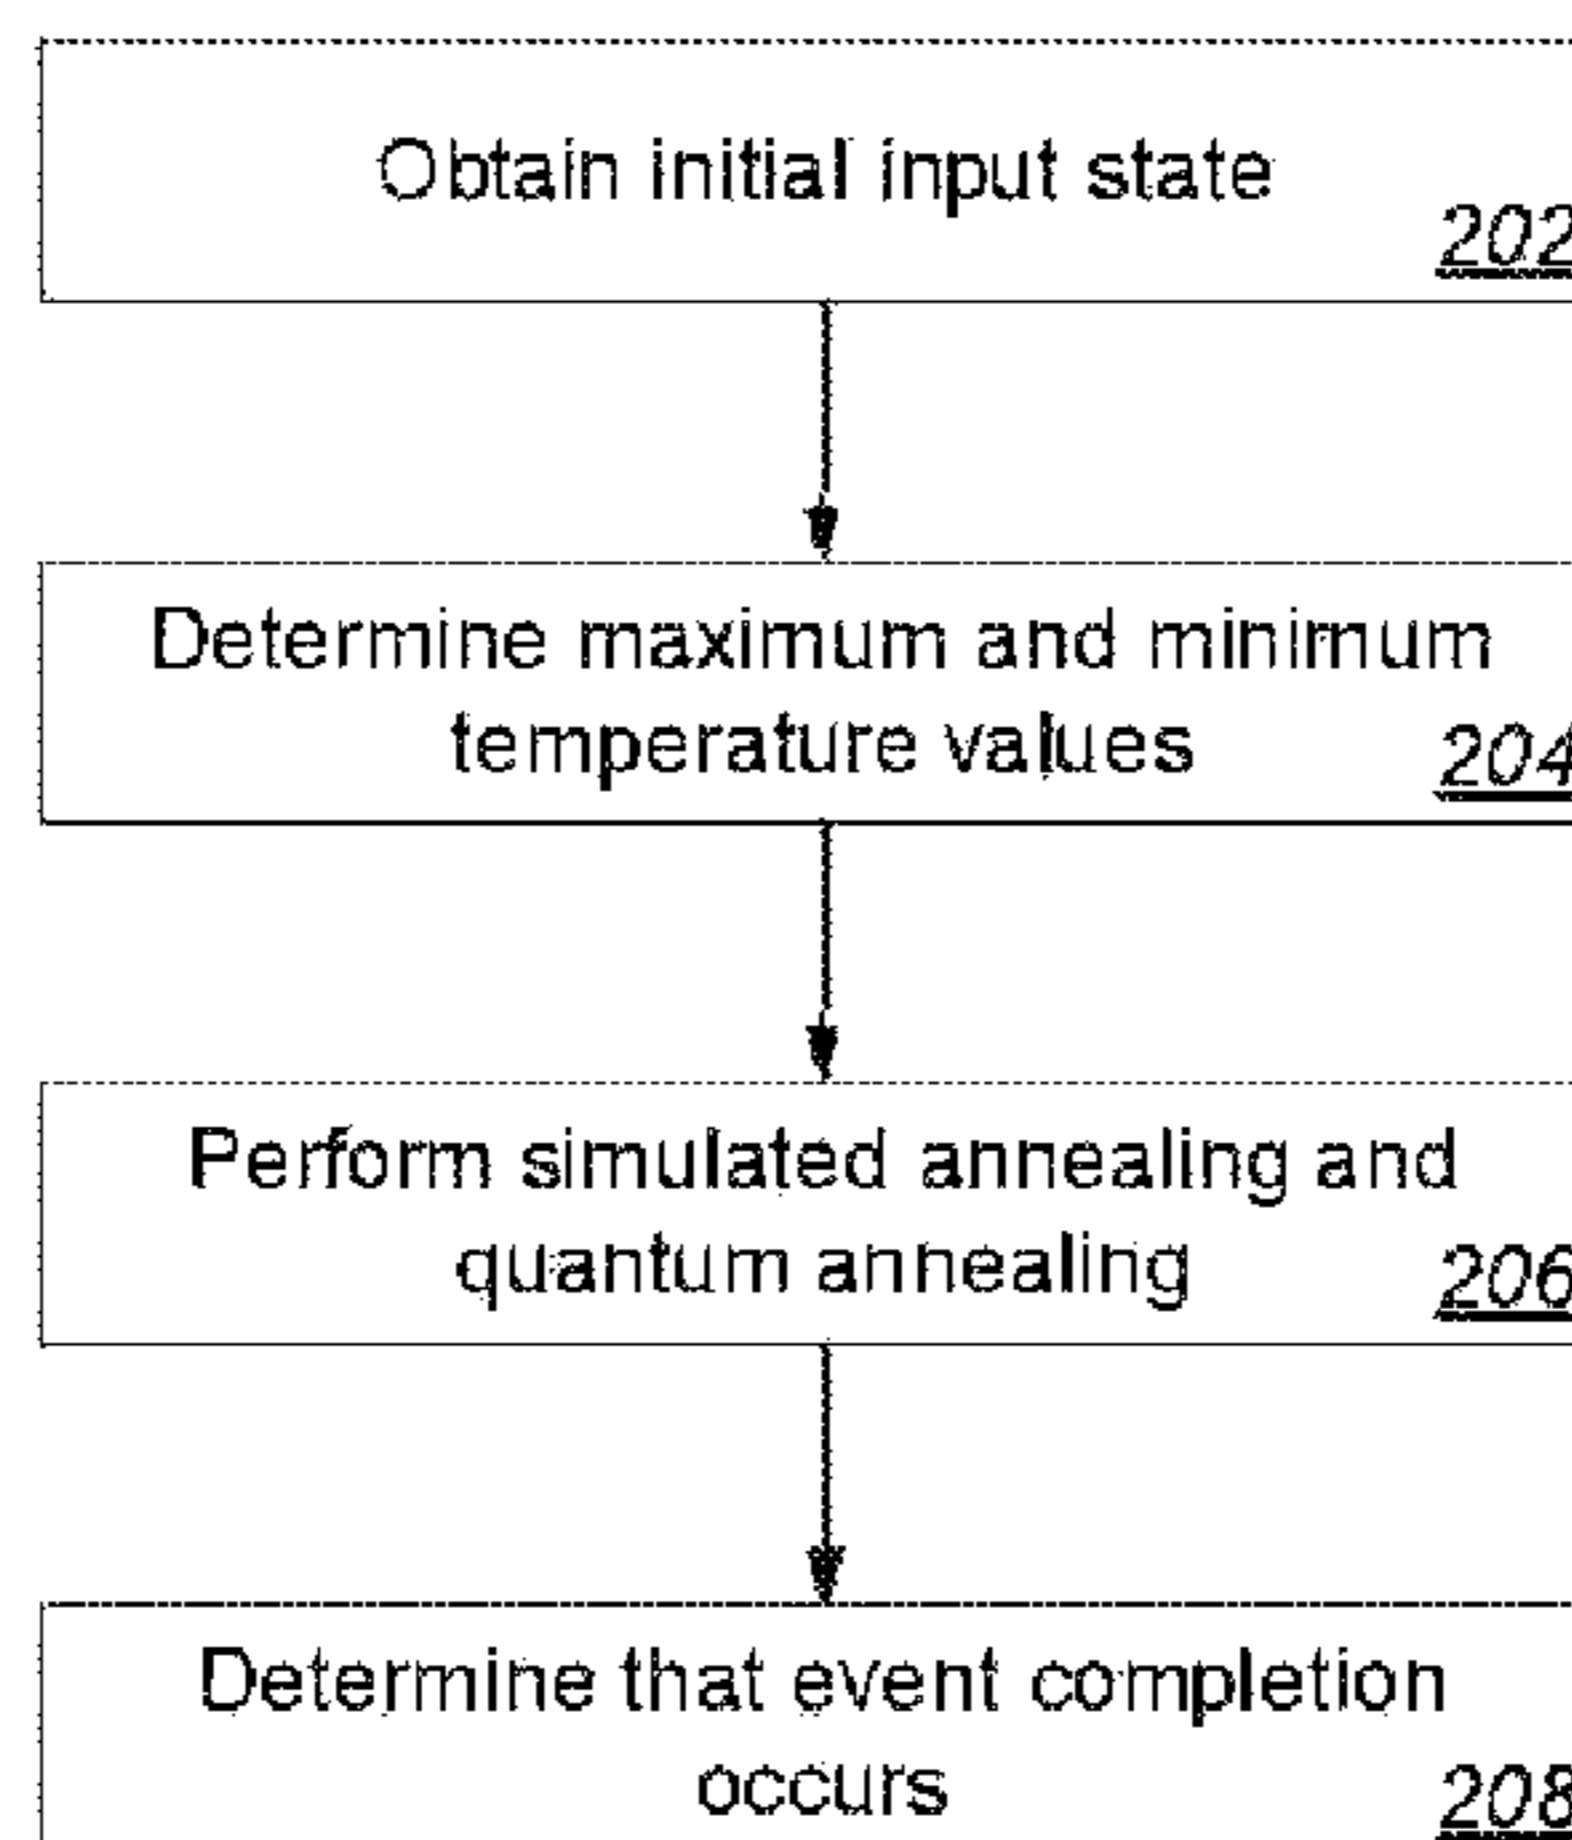 Obtain initial input state
202
Determine maximum and minimum
temperature values
204
Perform simulated annealing and
quantum annealing
206
Determine that event completion
occurs
208